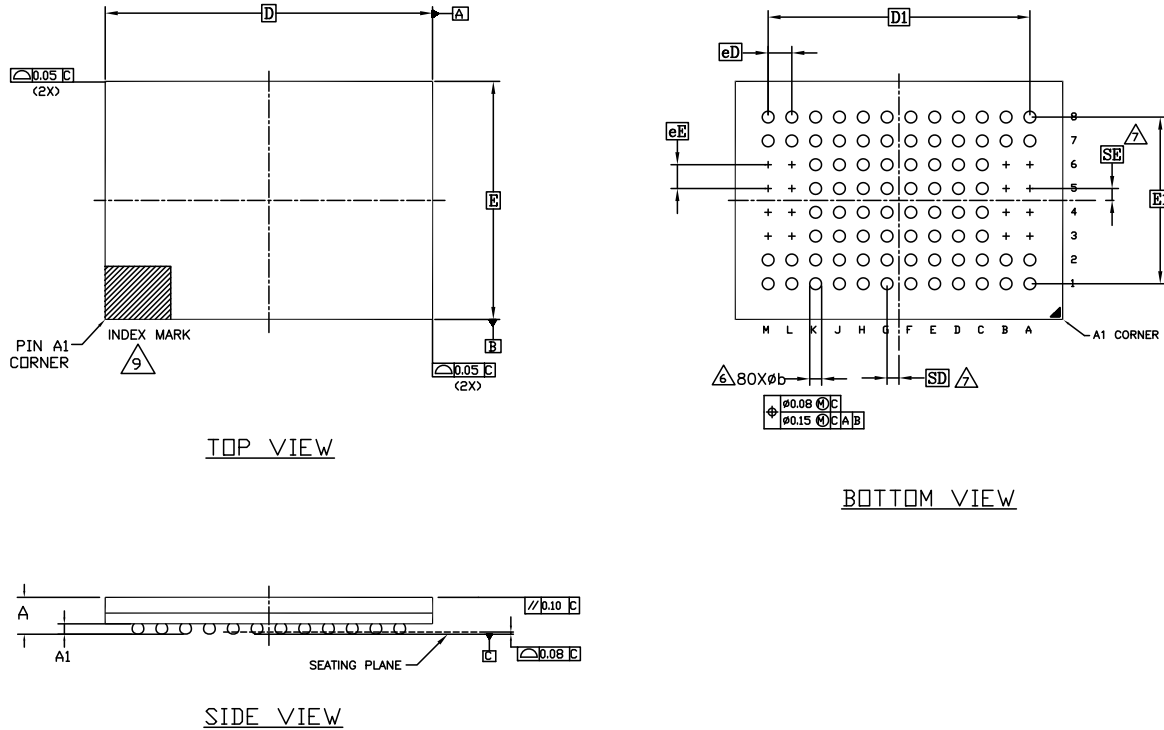 D
A
⌓ 0.05 C
(2X)
E
PIN A1
CORNER
INDEX MARK
9
B
⌓ 0.05 C
(2X)
TOP VIEW
D1
eD
eE
8
7
6
5
4
3
2
1
7
SE
E1
M L K J H G F E D C B A
A1 CORNER
6 80XØb
SD 7
⌖ Ø0.08 Ⓜ C
Ø0.15 Ⓜ C A B
BOTTOM VIEW
A
A1
// 0.10 C
SEATING PLANE
C
⌓ 0.08 C
SIDE VIEW